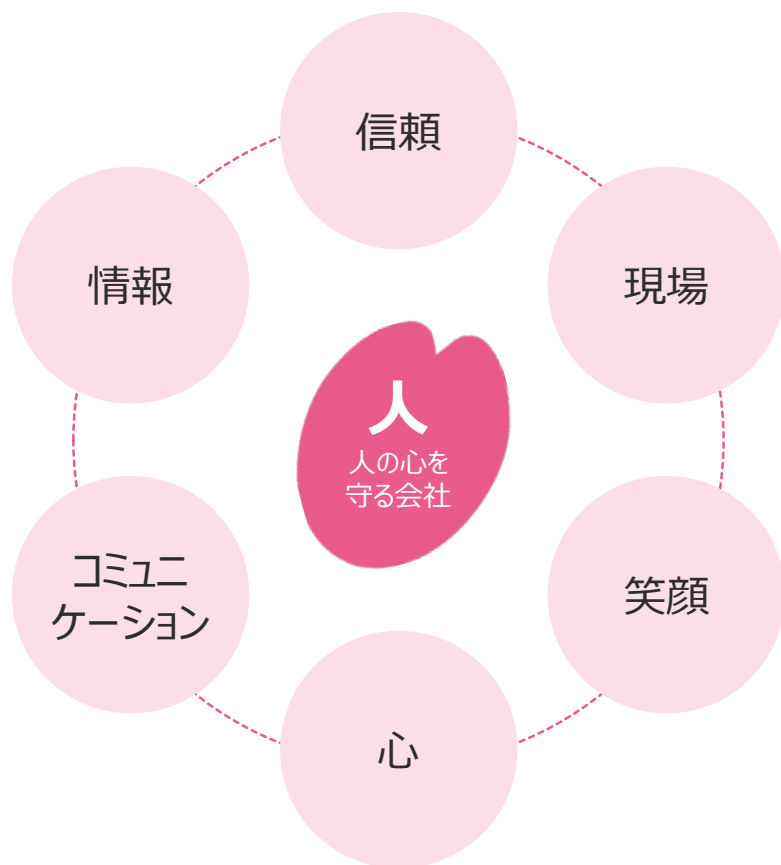 信頼
情報
現場
人
人の心を
守る会社
コミュニ
ケーション
笑顔
心